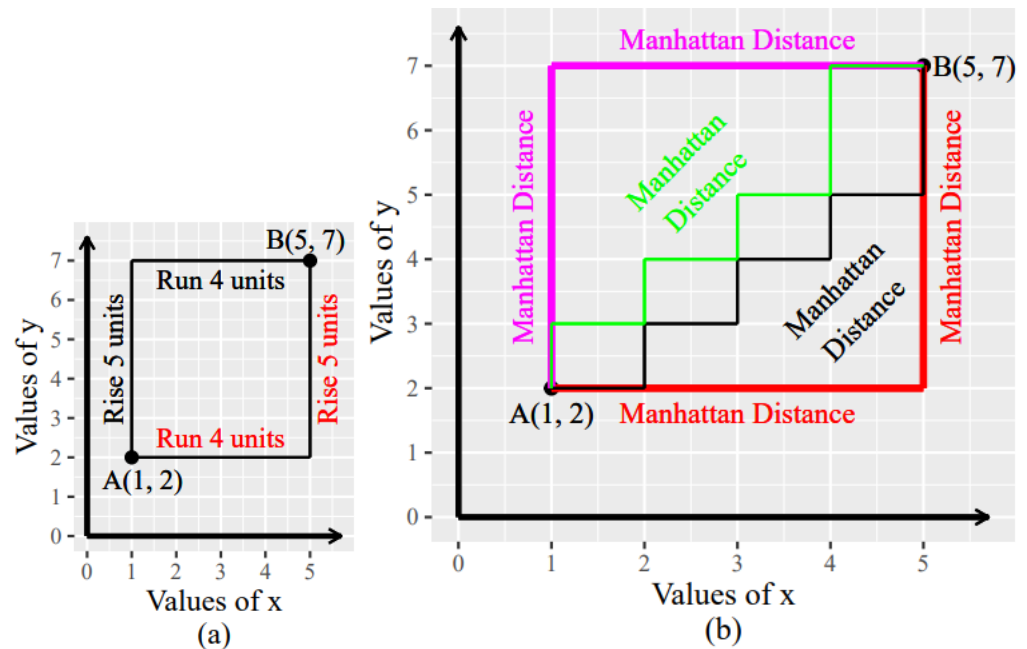 B(5, 7)
Run 4 units
Rise 5 units
Rise 5 units
Run 4 units
A(1, 2)
Values of y
7
6
5
4
3
2
1
0
0 1 2 3 4 5
Values of x
(a)
Manhattan Distance
B(5, 7)
Manhattan Distance
Manhattan
Distance
Manhattan
Distance
Manhattan Distance
A(1, 2)
Manhattan Distance
Values of y
7
6
5
4
3
2
1
0
0 1 2 3 4 5
Values of x
(b)